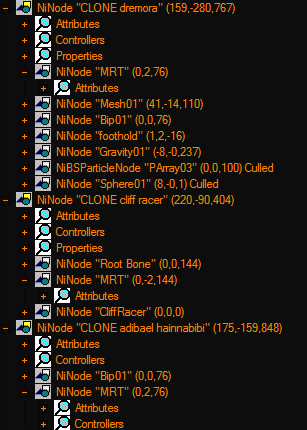 NiNode "CLONE dremora" (159,-280,767)
Attributes
Controllers
Properties
NiNode "MRT" (0,2,76)
Attributes
NiNode "Mesh01" (41,-14,110)
NiNode "Bip01" (0,0,76)
NiNode "foothold" (1,2,-16)
NiNode "Gravity01" (-8,-0,237)
NiBSParticleNode "PArray03" (0,0,100) Culled
NiNode "Sphere01" (8,-0,1) Culled
NiNode "CLONE cliff racer" (220,-90,404)
Attributes
Controllers
Properties
NiNode "Root Bone" (0,0,144)
NiNode "MRT" (0,-2,144)
Attributes
NiNode "CliffRacer" (0,0,0)
NiNode "CLONE adibael hainnabibi" (175,-159,848)
Attributes
Controllers
NiNode "Bip01" (0,0,76)
NiNode "MRT" (0,2,76)
Attributes
Controllers